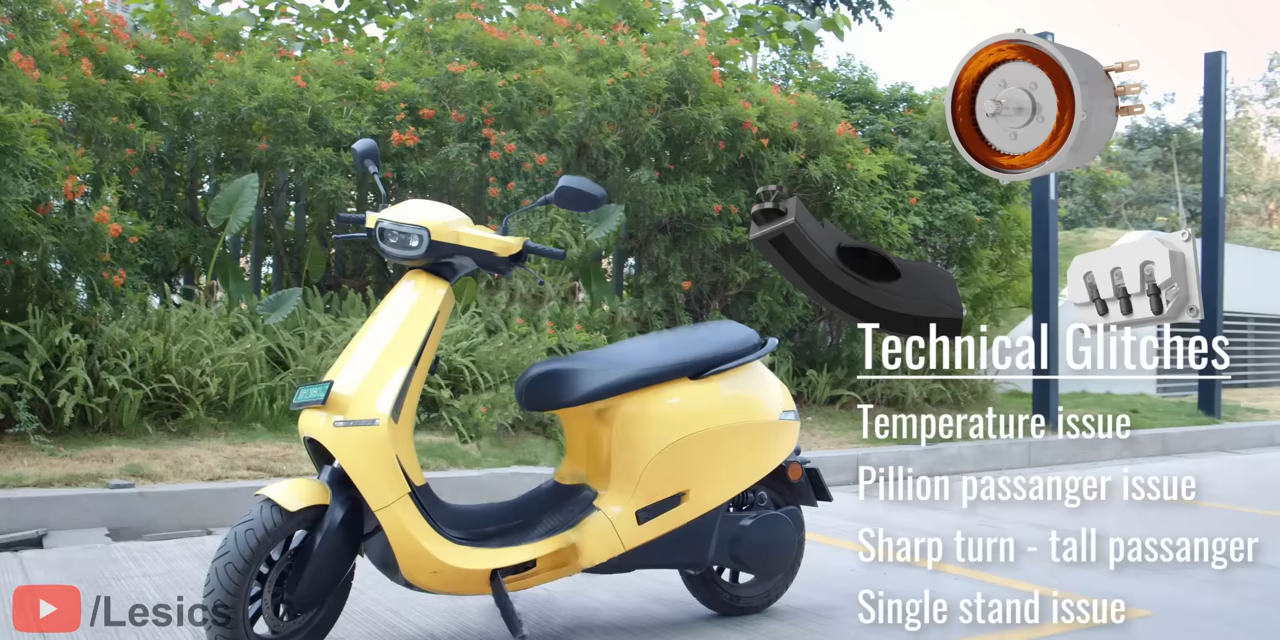 Technical Glitches
Temperature issue
Pillion passanger issue
Sharp turn - tall passanger
Single stand issue
/Lesics